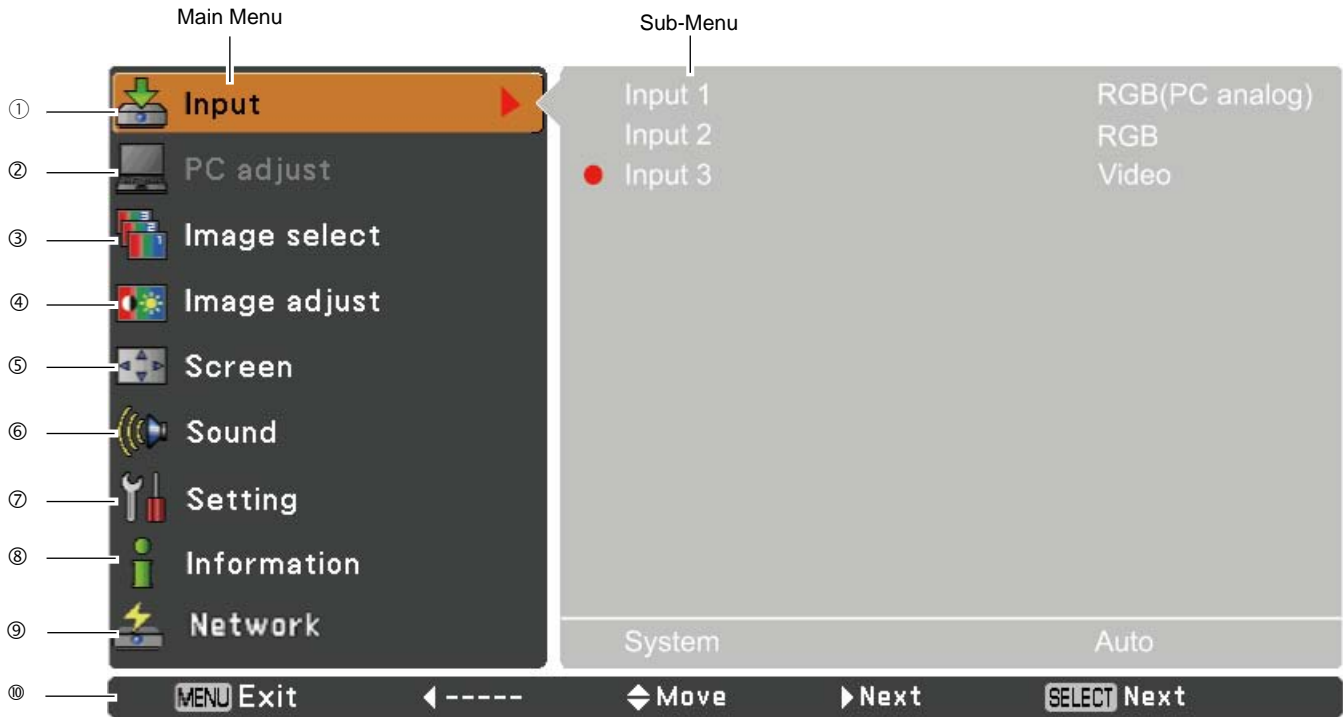 Main Menu
Sub-Menu
① Input
② PC adjust
③ Image select
④ Image adjust
⑤ Screen
⑥ Sound
⑦ Setting
⑧ Information
⑨ Network
Input 1 RGB(PC analog)
Input 2 RGB
Input 3 Video
System Auto
⑩ MENU Exit ◀----- Move ▶Next SELECT Next